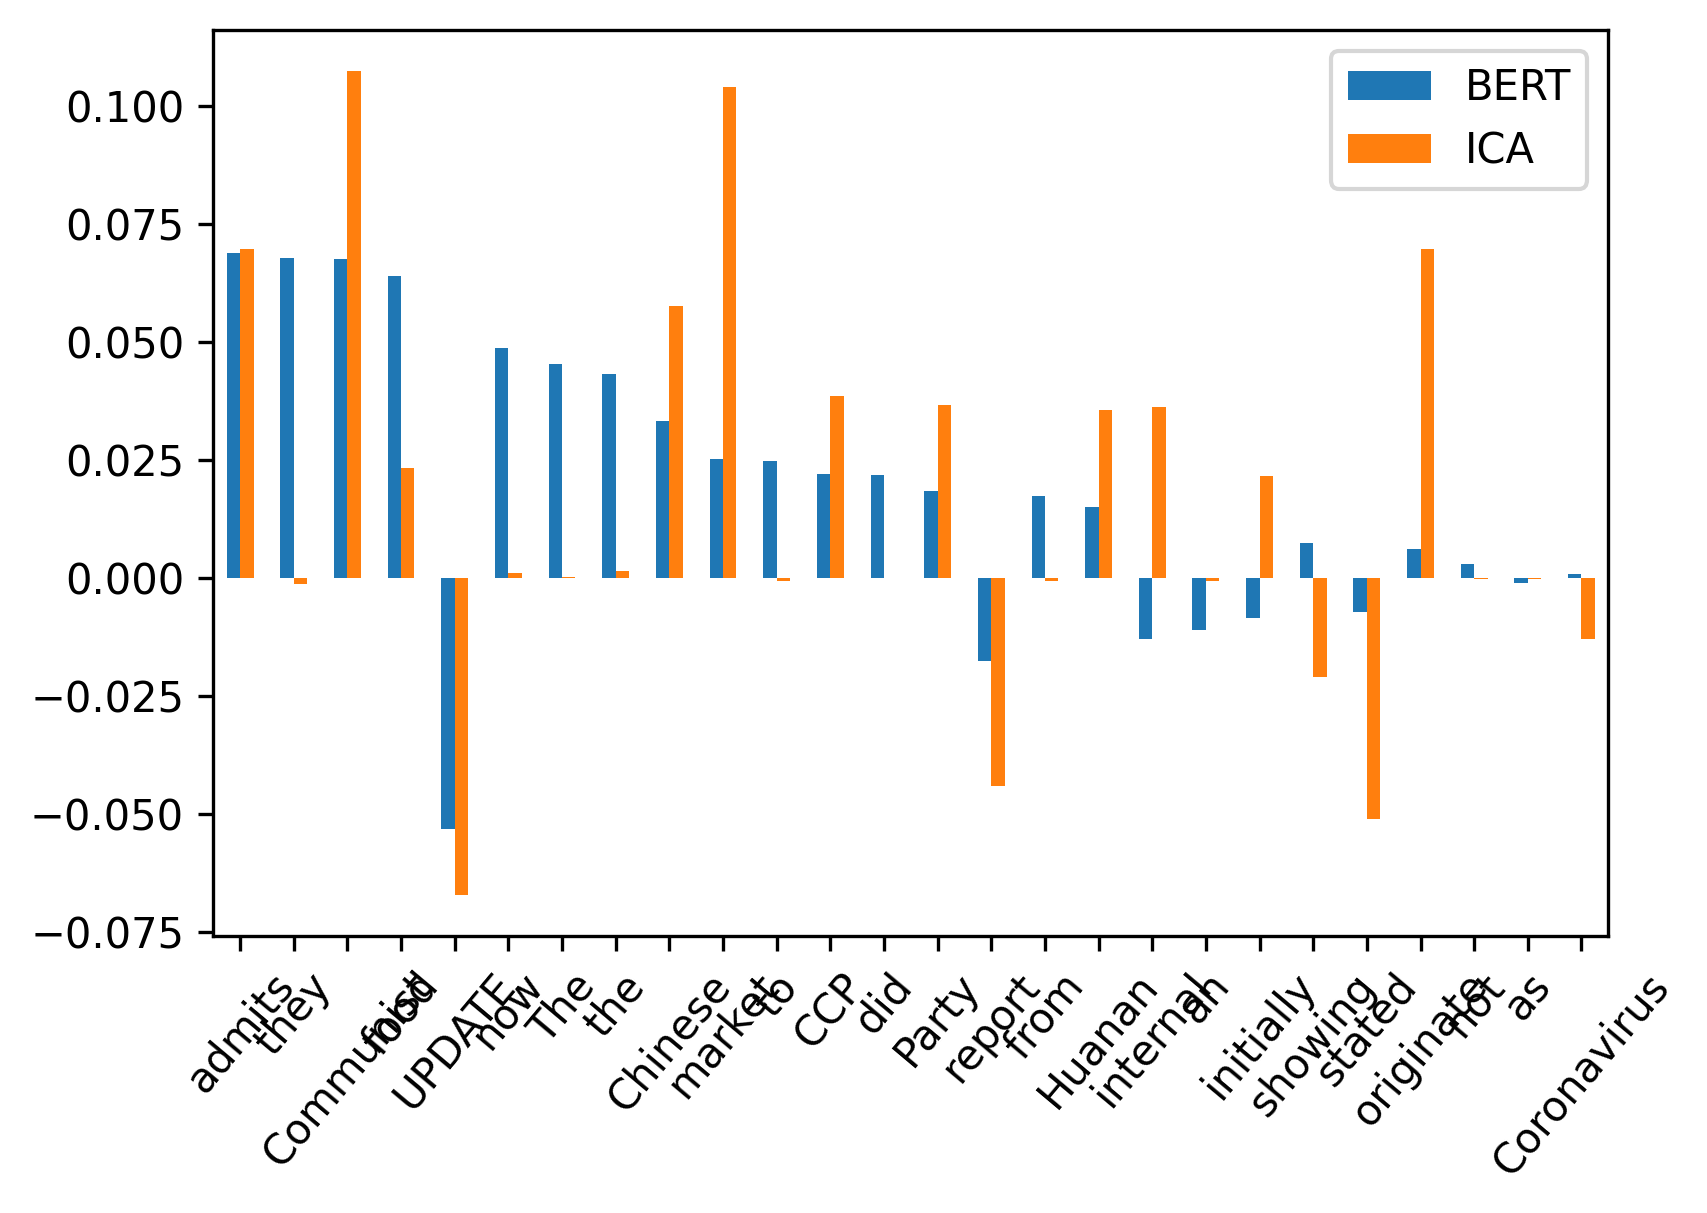 BERT
ICA
0.100
0.075
0.050
0.025
0.000
−0.025
−0.050
−0.075
admits
they
Communist
food
UPDATE
now
The
the
Chinese
market
to
CCP
did
Party
report
from
Huanan
internal
an
initially
showing
stated
originate
not
as
Coronavirus